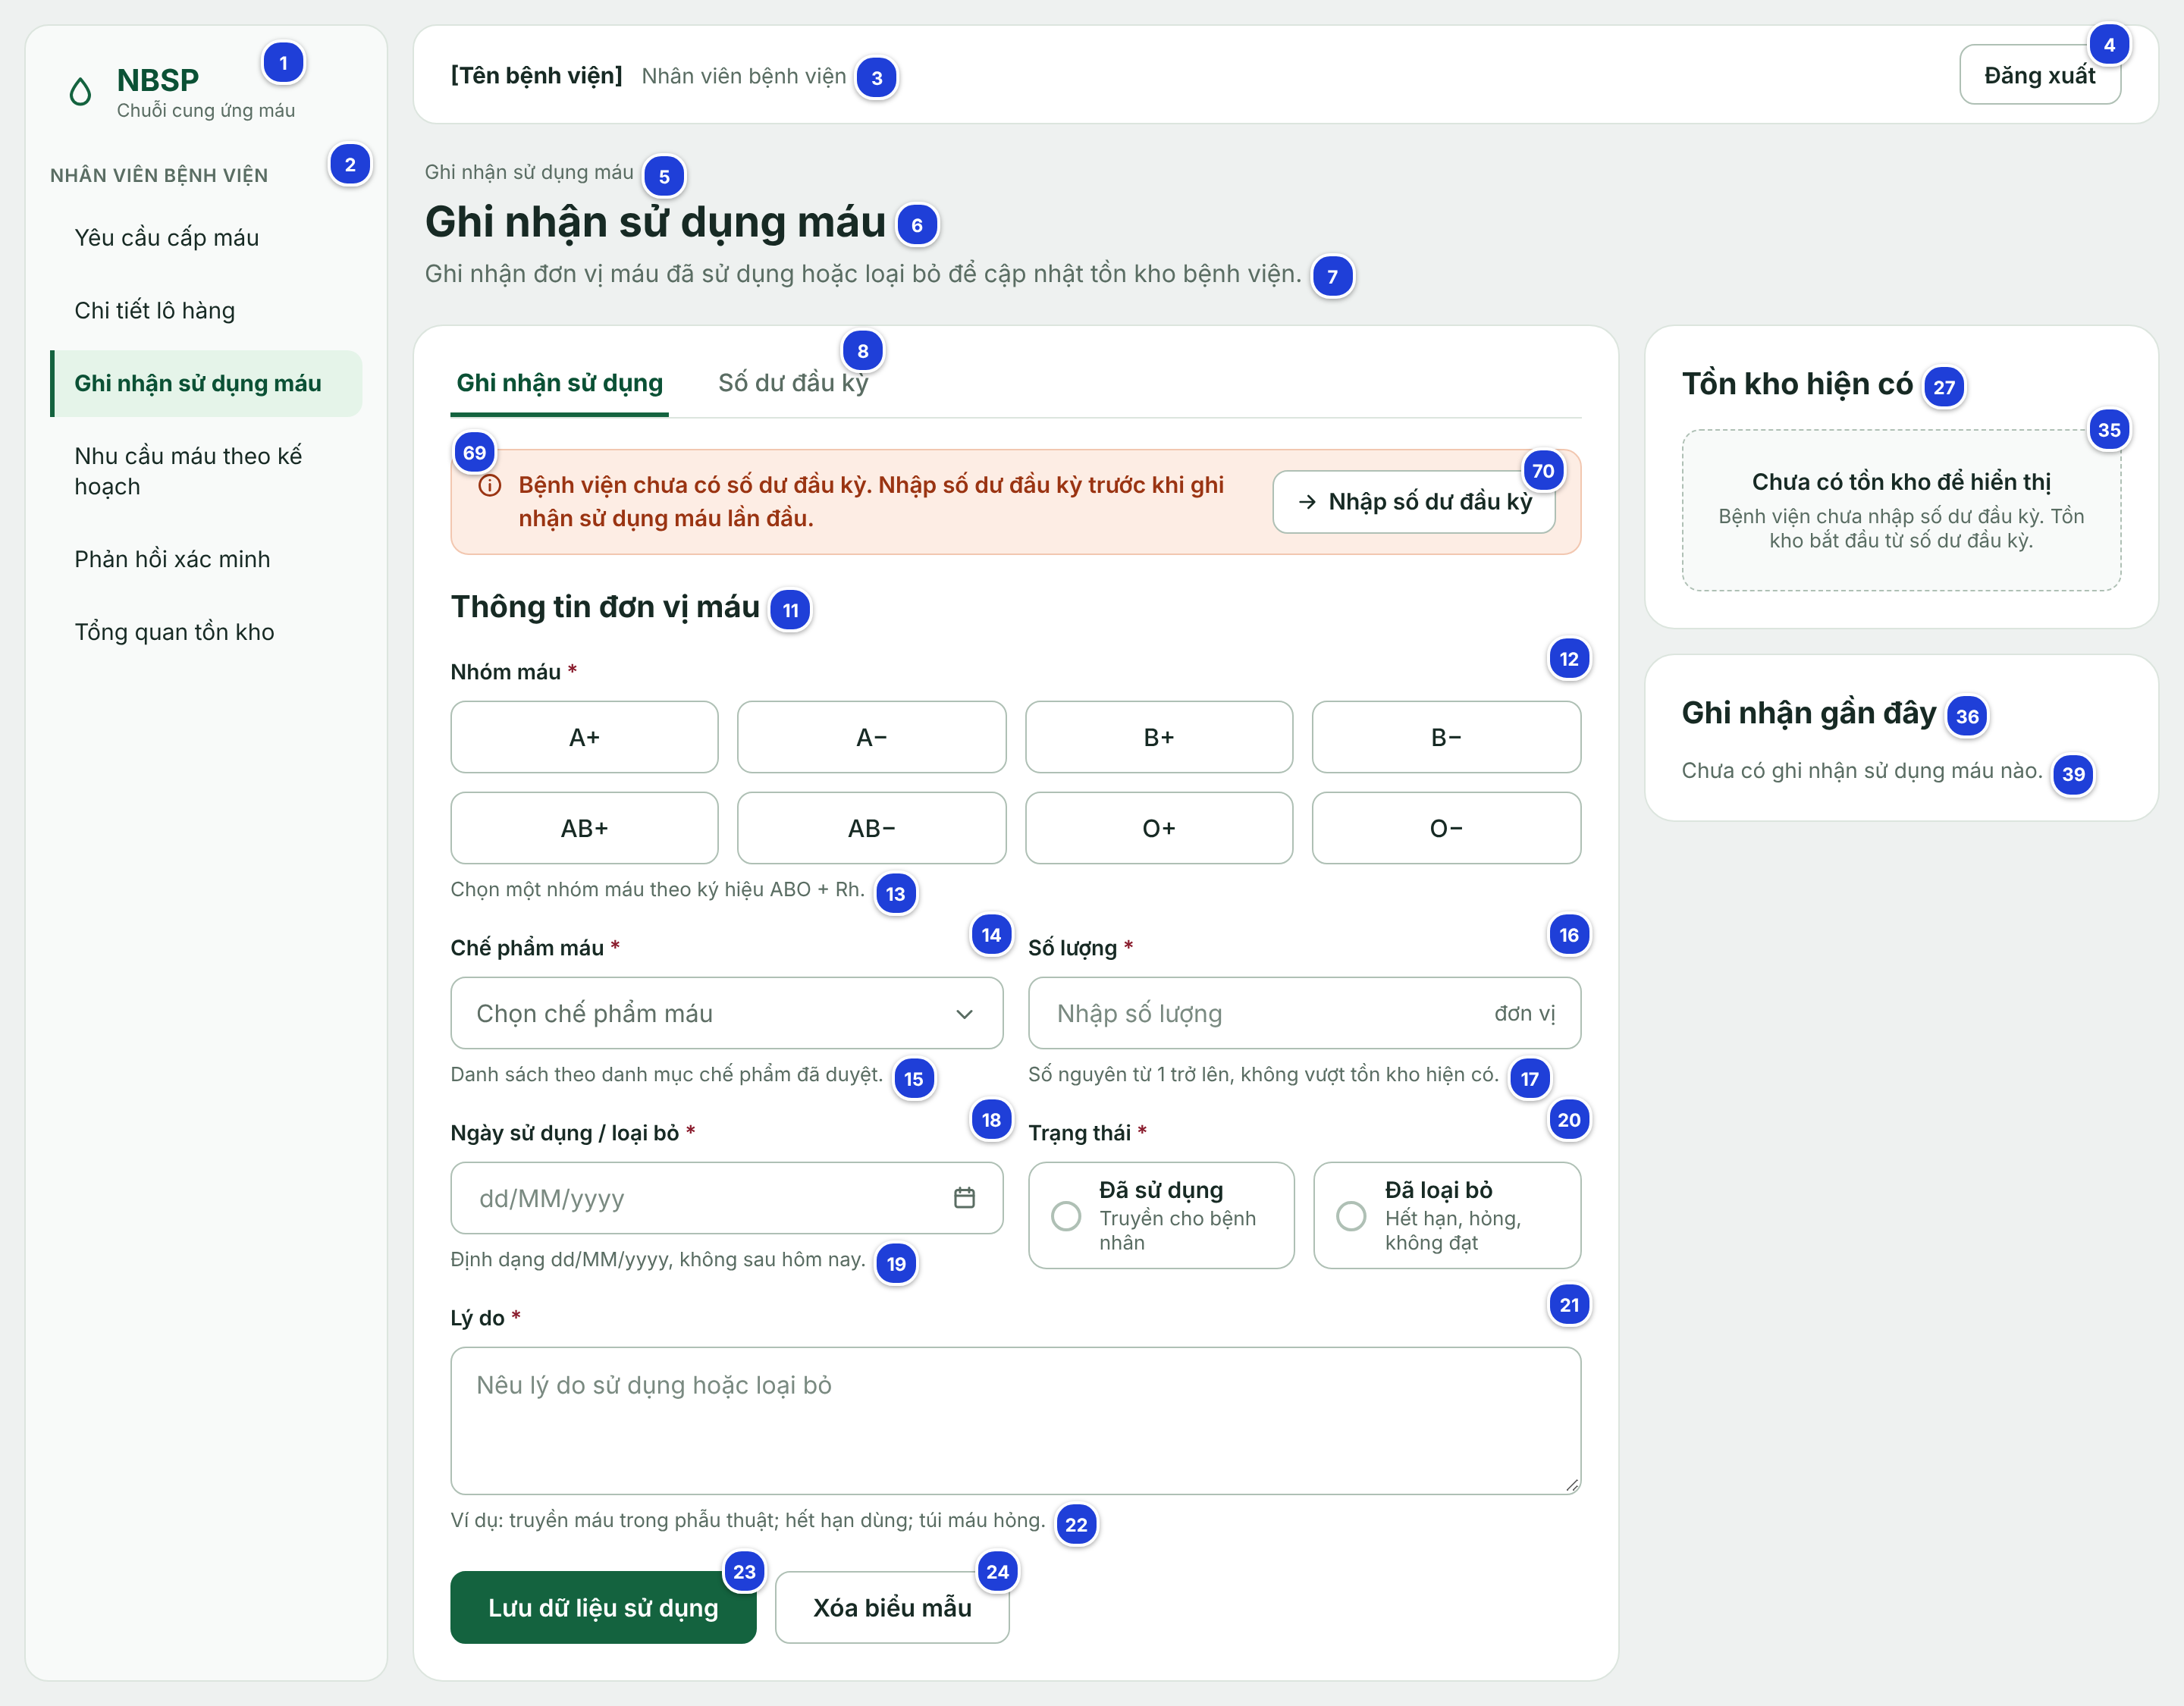 NBSP
1
Chuỗi cung ứng máu
NHÂN VIÊN BỆNH VIỆN
2
Yêu cầu cấp máu
Chi tiết lô hàng
Ghi nhận sử dụng máu
Nhu cầu máu theo kế
hoạch
Phản hồi xác minh
Tổng quan tồn kho
[Tên bệnh viện] Nhân viên bệnh viện 3
Đăng xuất
4
Ghi nhận sử dụng máu 5
Ghi nhận sử dụng máu 6
Ghi nhận đơn vị máu đã sử dụng hoặc loại bỏ để cập nhật tồn kho bệnh viện. 7
Ghi nhận sử dụng
Số dư đầu kỳ
8
69
Bệnh viện chưa có số dư đầu kỳ. Nhập số dư đầu kỳ trước khi ghi
nhận sử dụng máu lần đầu.
→ Nhập số dư đầu kỳ
70
Thông tin đơn vị máu 11
Nhóm máu *
12
A+
A−
B+
B−
AB+
AB−
O+
O−
Chọn một nhóm máu theo ký hiệu ABO + Rh. 13
Chế phẩm máu *
14
Chọn chế phẩm máu
Danh sách theo danh mục chế phẩm đã duyệt. 15
Số lượng *
16
Nhập số lượng
đơn vị
Số nguyên từ 1 trở lên, không vượt tồn kho hiện có. 17
Ngày sử dụng / loại bỏ *
18
dd/MM/yyyy
Định dạng dd/MM/yyyy, không sau hôm nay. 19
Trạng thái *
20
Đã sử dụng
Truyền cho bệnh
nhân
Đã loại bỏ
Hết hạn, hỏng,
không đạt
Lý do *
21
Nêu lý do sử dụng hoặc loại bỏ
Ví dụ: truyền máu trong phẫu thuật; hết hạn dùng; túi máu hỏng. 22
Lưu dữ liệu sử dụng
23
Xóa biểu mẫu
24
Tồn kho hiện có 27
35
Chưa có tồn kho để hiển thị
Bệnh viện chưa nhập số dư đầu kỳ. Tồn
kho bắt đầu từ số dư đầu kỳ.
Ghi nhận gần đây 36
Chưa có ghi nhận sử dụng máu nào. 39